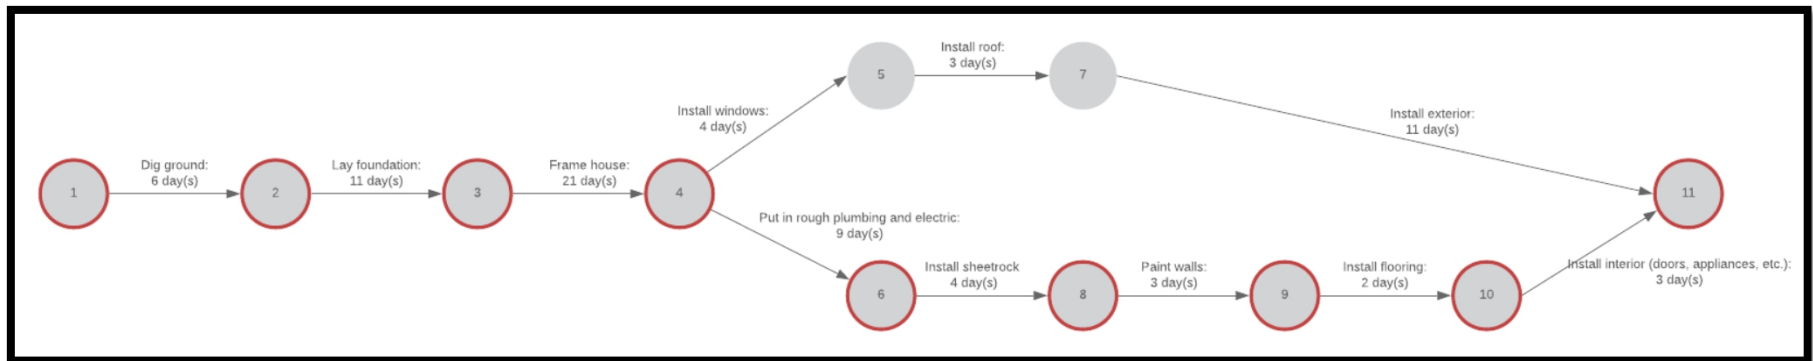 Install roof:
3 day(s)
5
7
Install windows:
4 day(s)
Install exterior:
11 day(s)
Dig ground:
6 day(s)
Lay foundation:
11 day(s)
Frame house:
21 day(s)
1
2
3
4
11
Put in rough plumbing and electric:
9 day(s)
Install sheetrock
4 day(s)
Paint walls:
3 day(s)
Install flooring:
2 day(s)
Install interior (doors, appliances, etc.):
3 day(s)
6
8
9
10